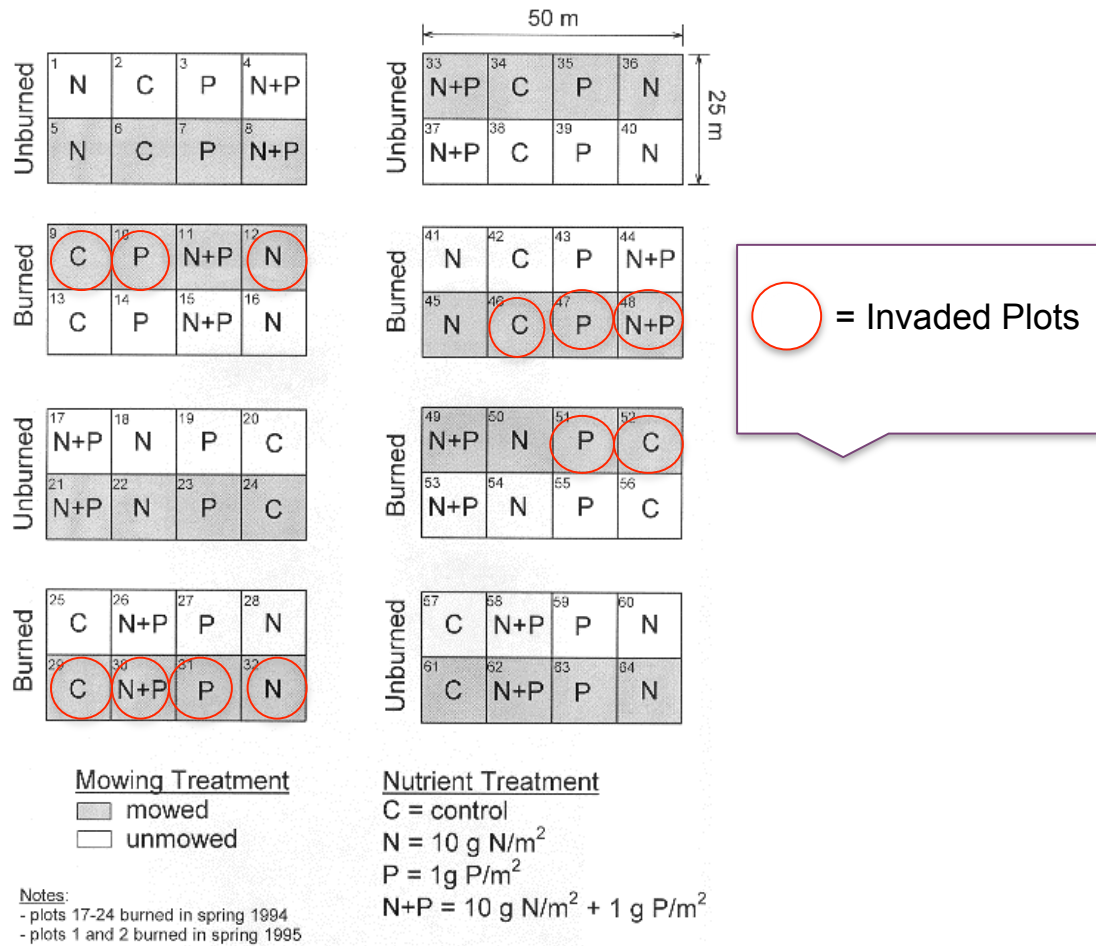 50 m
25 m
Unburned
1 N 2 C 3 P 4 N+P
5 N 6 C 7 P 8 N+P
Burned
9 C 10 P 11 N+P 12 N
13 C 14 P 15 N+P 16 N
Unburned
17 N+P 18 N 19 P 20 C
21 N+P 22 N 23 P 24 C
Burned
25 C 26 N+P 27 P 28 N
29 C 30 N+P 31 P 32 N
Unburned
33 N+P 34 C 35 P 36 N
37 N+P 38 C 39 P 40 N
Burned
41 N 42 C 43 P 44 N+P
45 N 46 C 47 P 48 N+P
Burned
49 N+P 50 N 51 P 52 C
53 N+P 54 N 55 P 56 C
Unburned
57 C 58 N+P 59 P 60 N
61 C 62 N+P 63 P 64 N
= Invaded Plots
Mowing Treatment
mowed
unmowed
Nutrient Treatment
C = control
N = 10 g N/m²
P = 1g P/m²
N+P = 10 g N/m² + 1 g P/m²
Notes:
- plots 17-24 burned in spring 1994
- plots 1 and 2 burned in spring 1995